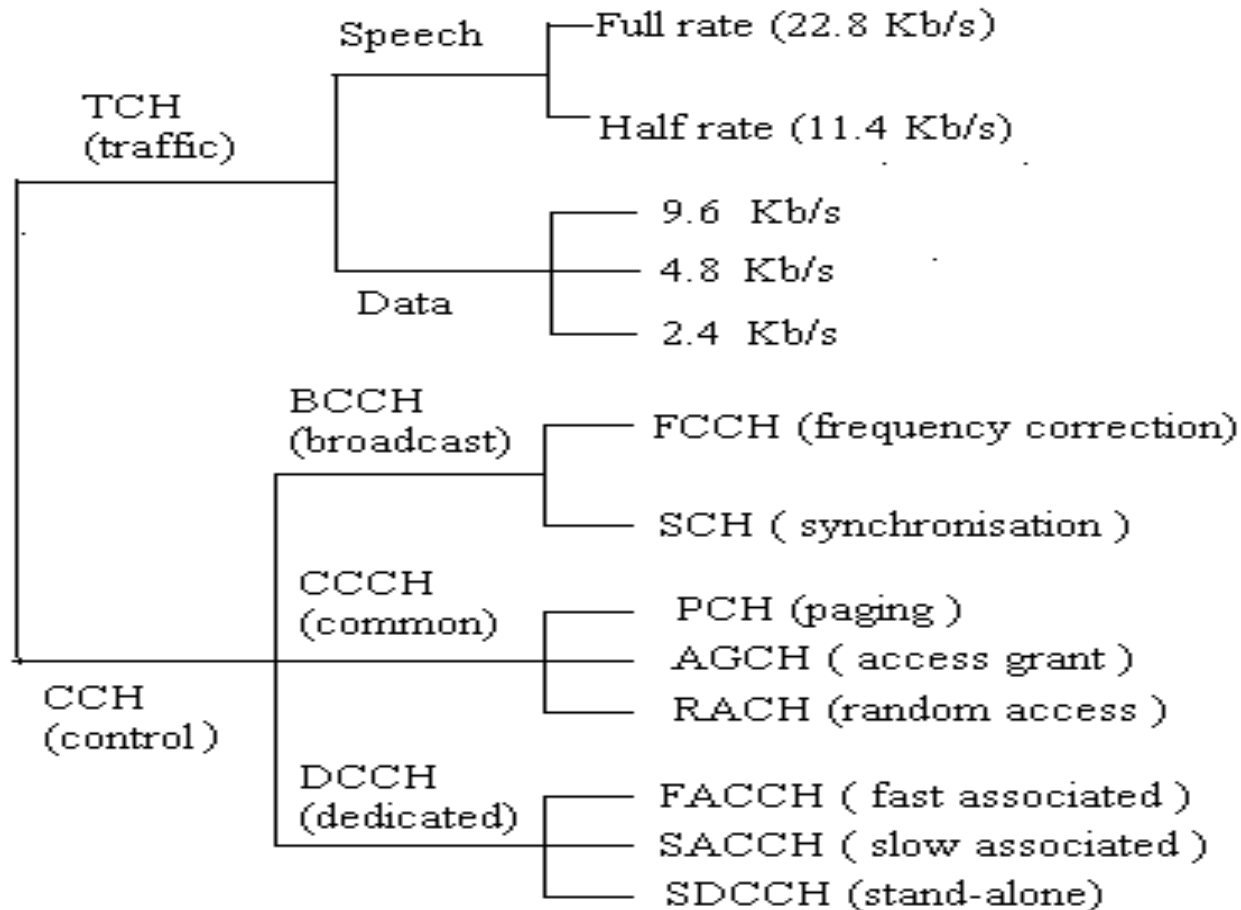 Speech
Full rate (22.8 Kb/s)
TCH
(traffic)
Half rate (11.4 Kb/s)
9.6 Kb/s
4.8 Kb/s
Data
2.4 Kb/s
BCCH
(broadcast)
FCCH (frequency correction)
SCH ( synchronisation )
CCCH
(common)
PCH (paging )
AGCH ( access grant )
RACH (random access )
CCH
(control )
DCCH
(dedicated)
FACCH ( fast associated )
SACCH ( slow associated )
SDCCH (stand-alone)